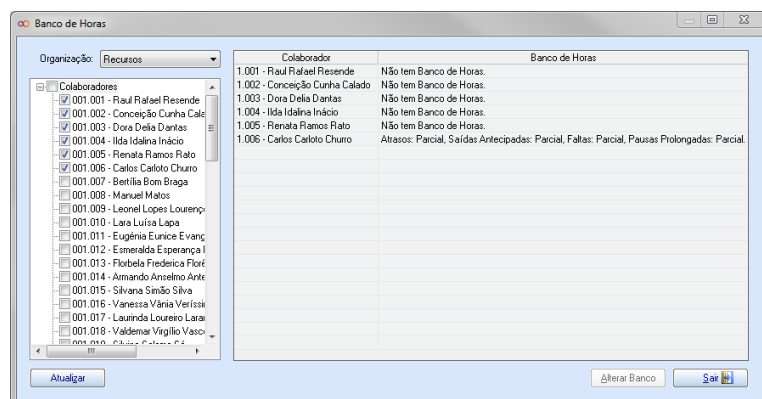 Banco de Horas
Organização: Recursos
Colaboradores
001.001 - Raul Rafael Resende
001.002 - Conceição Cunha Cala
001.003 - Dora Delia Dantas
001.004 - Ilda Idalina Inácio
001.005 - Renata Ramos Rato
001.006 - Carlos Carloto Churro
001.007 - Bertília Bom Braga
001.008 - Manuel Matos
001.009 - Leonel Lopes Lourenç
001.010 - Lara Luísa Lapa
001.011 - Eugénia Eunice Evang
001.012 - Esmeralda Esperança
001.013 - Florbela Frederica Floré
001.014 - Armando Anselmo Ante
001.015 - Silvana Simão Silva
001.016 - Vanessa Vânia Veríssi
001.017 - Laurinda Loureiro Lara
001.018 - Valdemar Virgílio Vasc
Colaborador Banco de Horas
1.001 - Raul Rafael Resende Não tem Banco de Horas.
1.002 - Conceição Cunha Calado Não tem Banco de Horas.
1.003 - Dora Delia Dantas Não tem Banco de Horas.
1.004 - Ilda Idalina Inácio Não tem Banco de Horas.
1.005 - Renata Ramos Rato Não tem Banco de Horas.
1.006 - Carlos Carloto Churro Atrasos: Parcial, Saídas Antecipadas: Parcial, Faltas: Parcial, Pausas Prolongadas: Parcial.
Atualizar
Alterar Banco
Sair